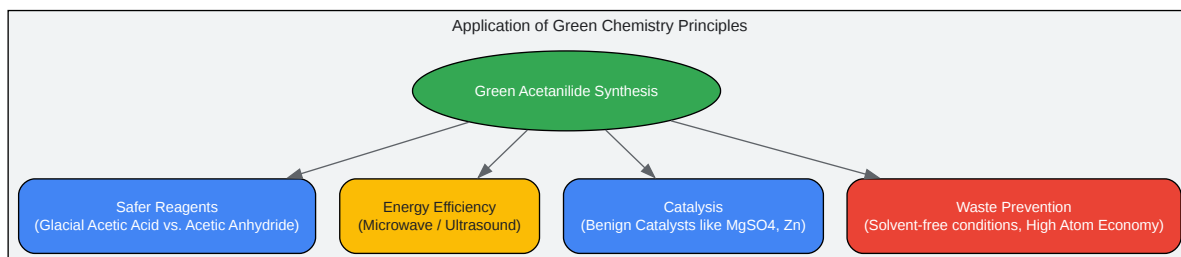 Application of Green Chemistry Principles
Green Acetanilide Synthesis
Safer Reagents
(Glacial Acetic Acid vs. Acetic Anhydride)
Energy Efficiency
(Microwave / Ultrasound)
Catalysis
(Benign Catalysts like MgSO4, Zn)
Waste Prevention
(Solvent-free conditions, High Atom Economy)